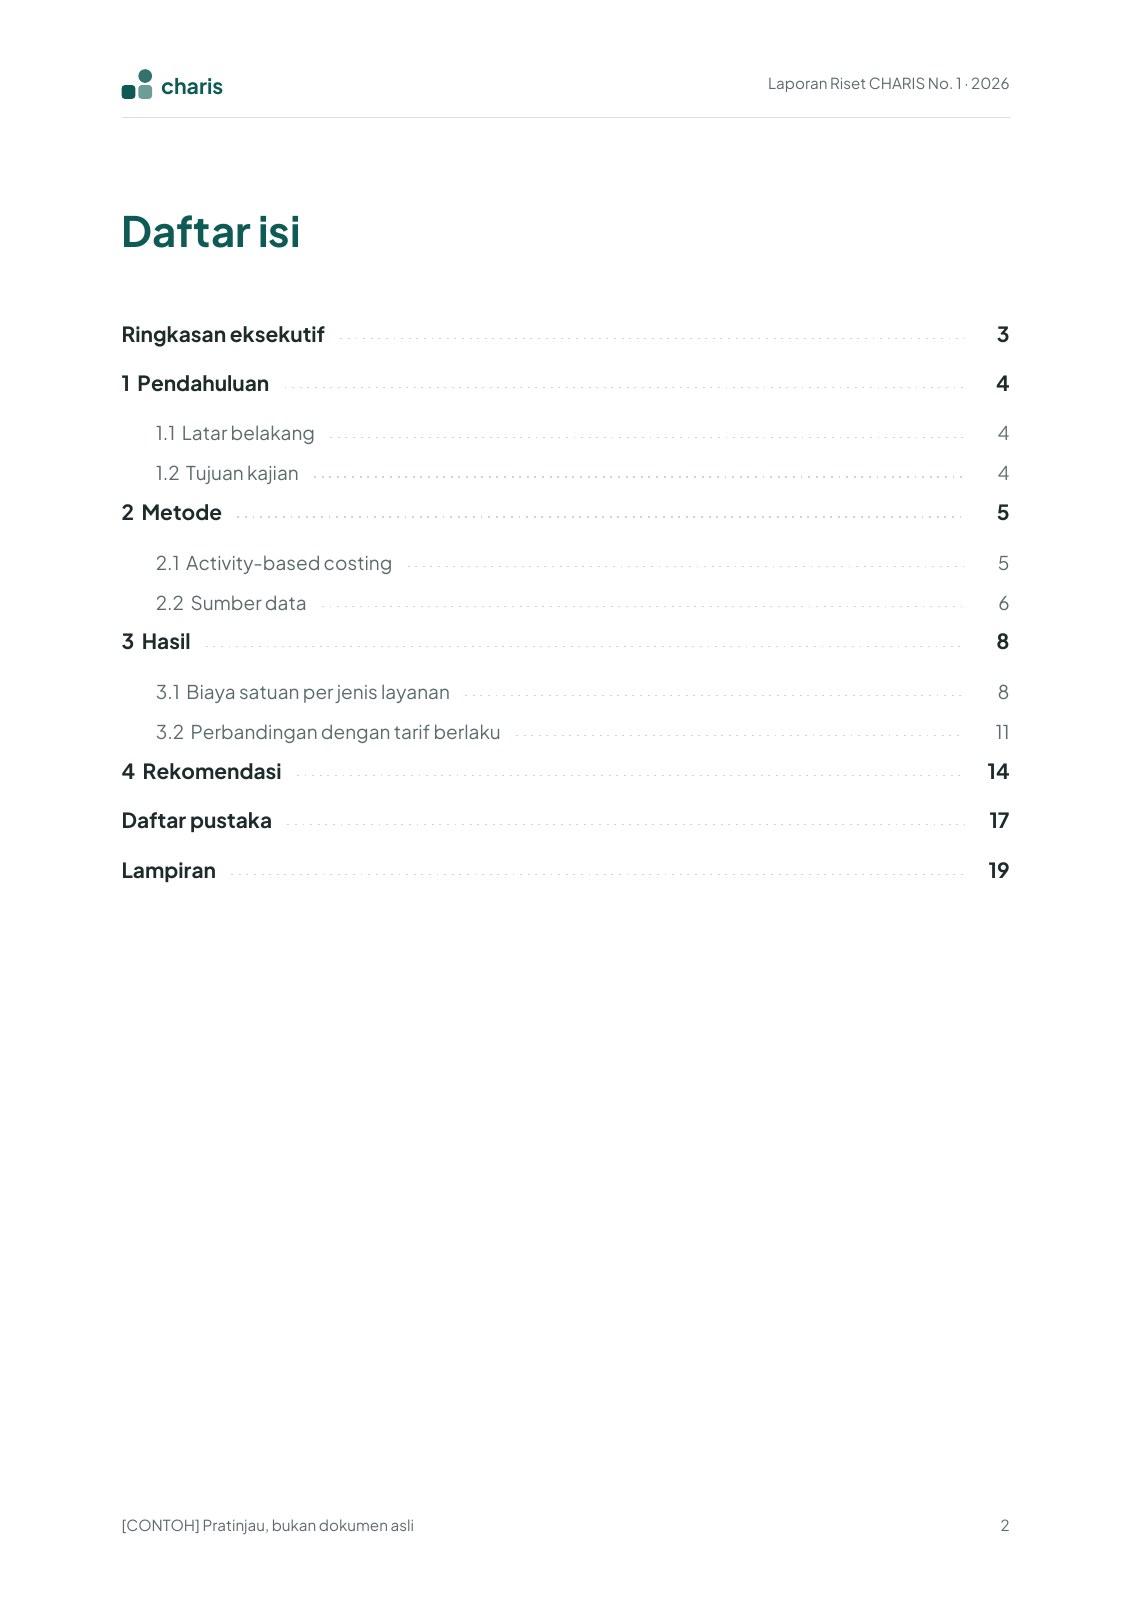 charis
Laporan Riset CHARIS No. 1 · 2026
Daftar isi
Ringkasan eksekutif 3
1 Pendahuluan 4
1.1 Latar belakang 4
1.2 Tujuan kajian 4
2 Metode 5
2.1 Activity-based costing 5
2.2 Sumber data 6
3 Hasil 8
3.1 Biaya satuan per jenis layanan 8
3.2 Perbandingan dengan tarif berlaku 11
4 Rekomendasi 14
Daftar pustaka 17
Lampiran 19
[CONTOH] Pratinjau, bukan dokumen asli 2